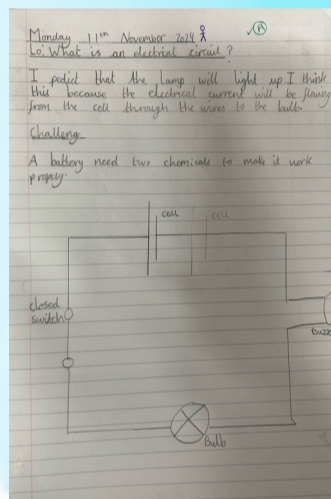 Monday 11th November 2024
Lo: What is an electrical circuit?
I pedict that the lamp will light up. I think
this because the electrical current will be flowing
from the cell through the wires to the bulb.
Challenge
A battery need two chemicals to make it work
propely.
cell
cell
closed
switch
Buzz
Bulb